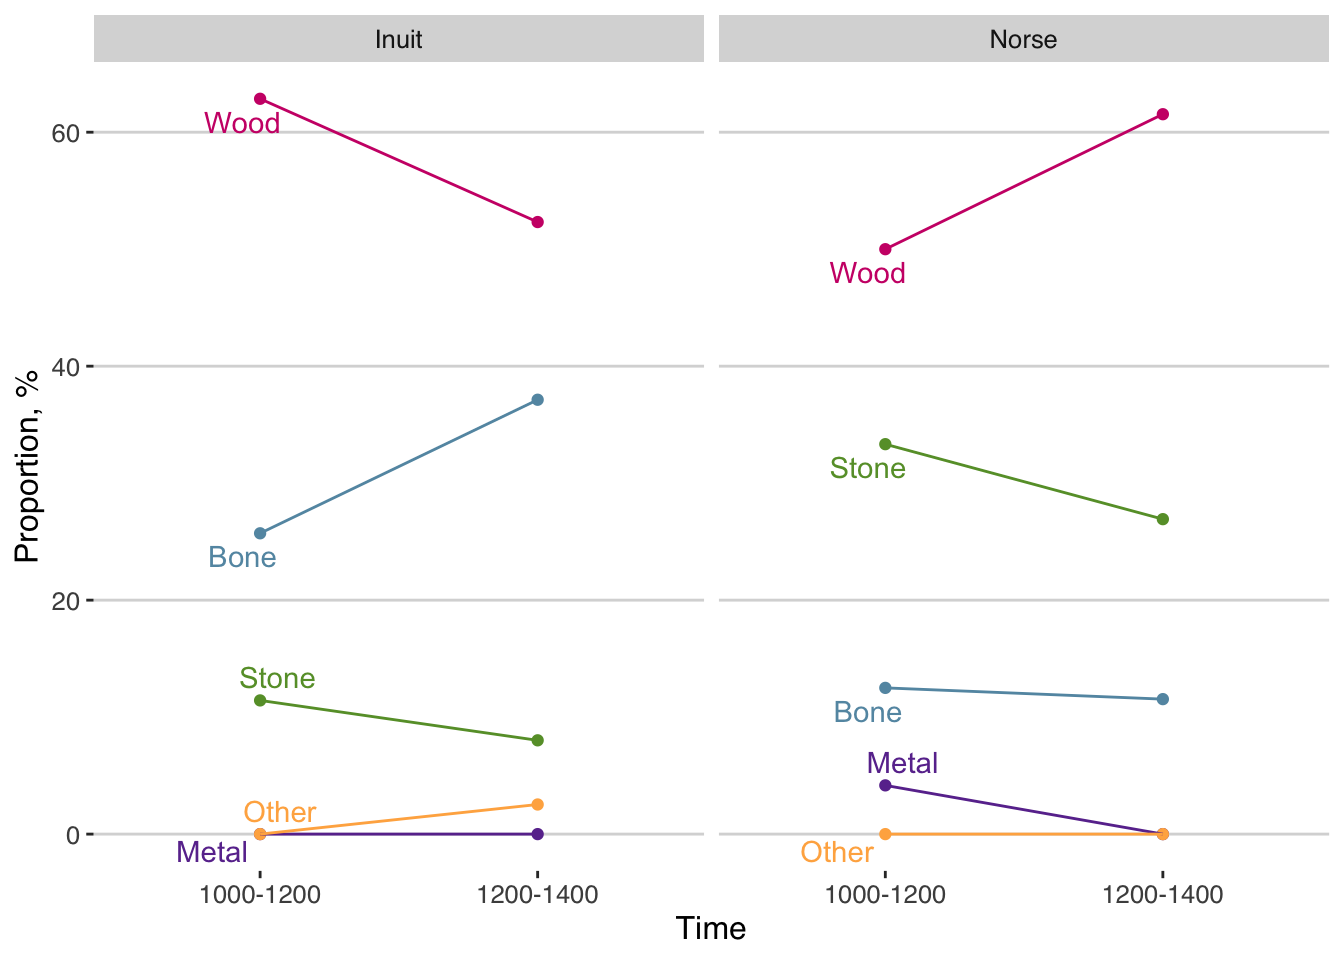 Inuit
Norse
Proportion, %
60
40
20
0
Wood
Bone
Stone
Other
Metal
Wood
Stone
Bone
Metal
Other
1000-1200
1200-1400
1000-1200
1200-1400
Time